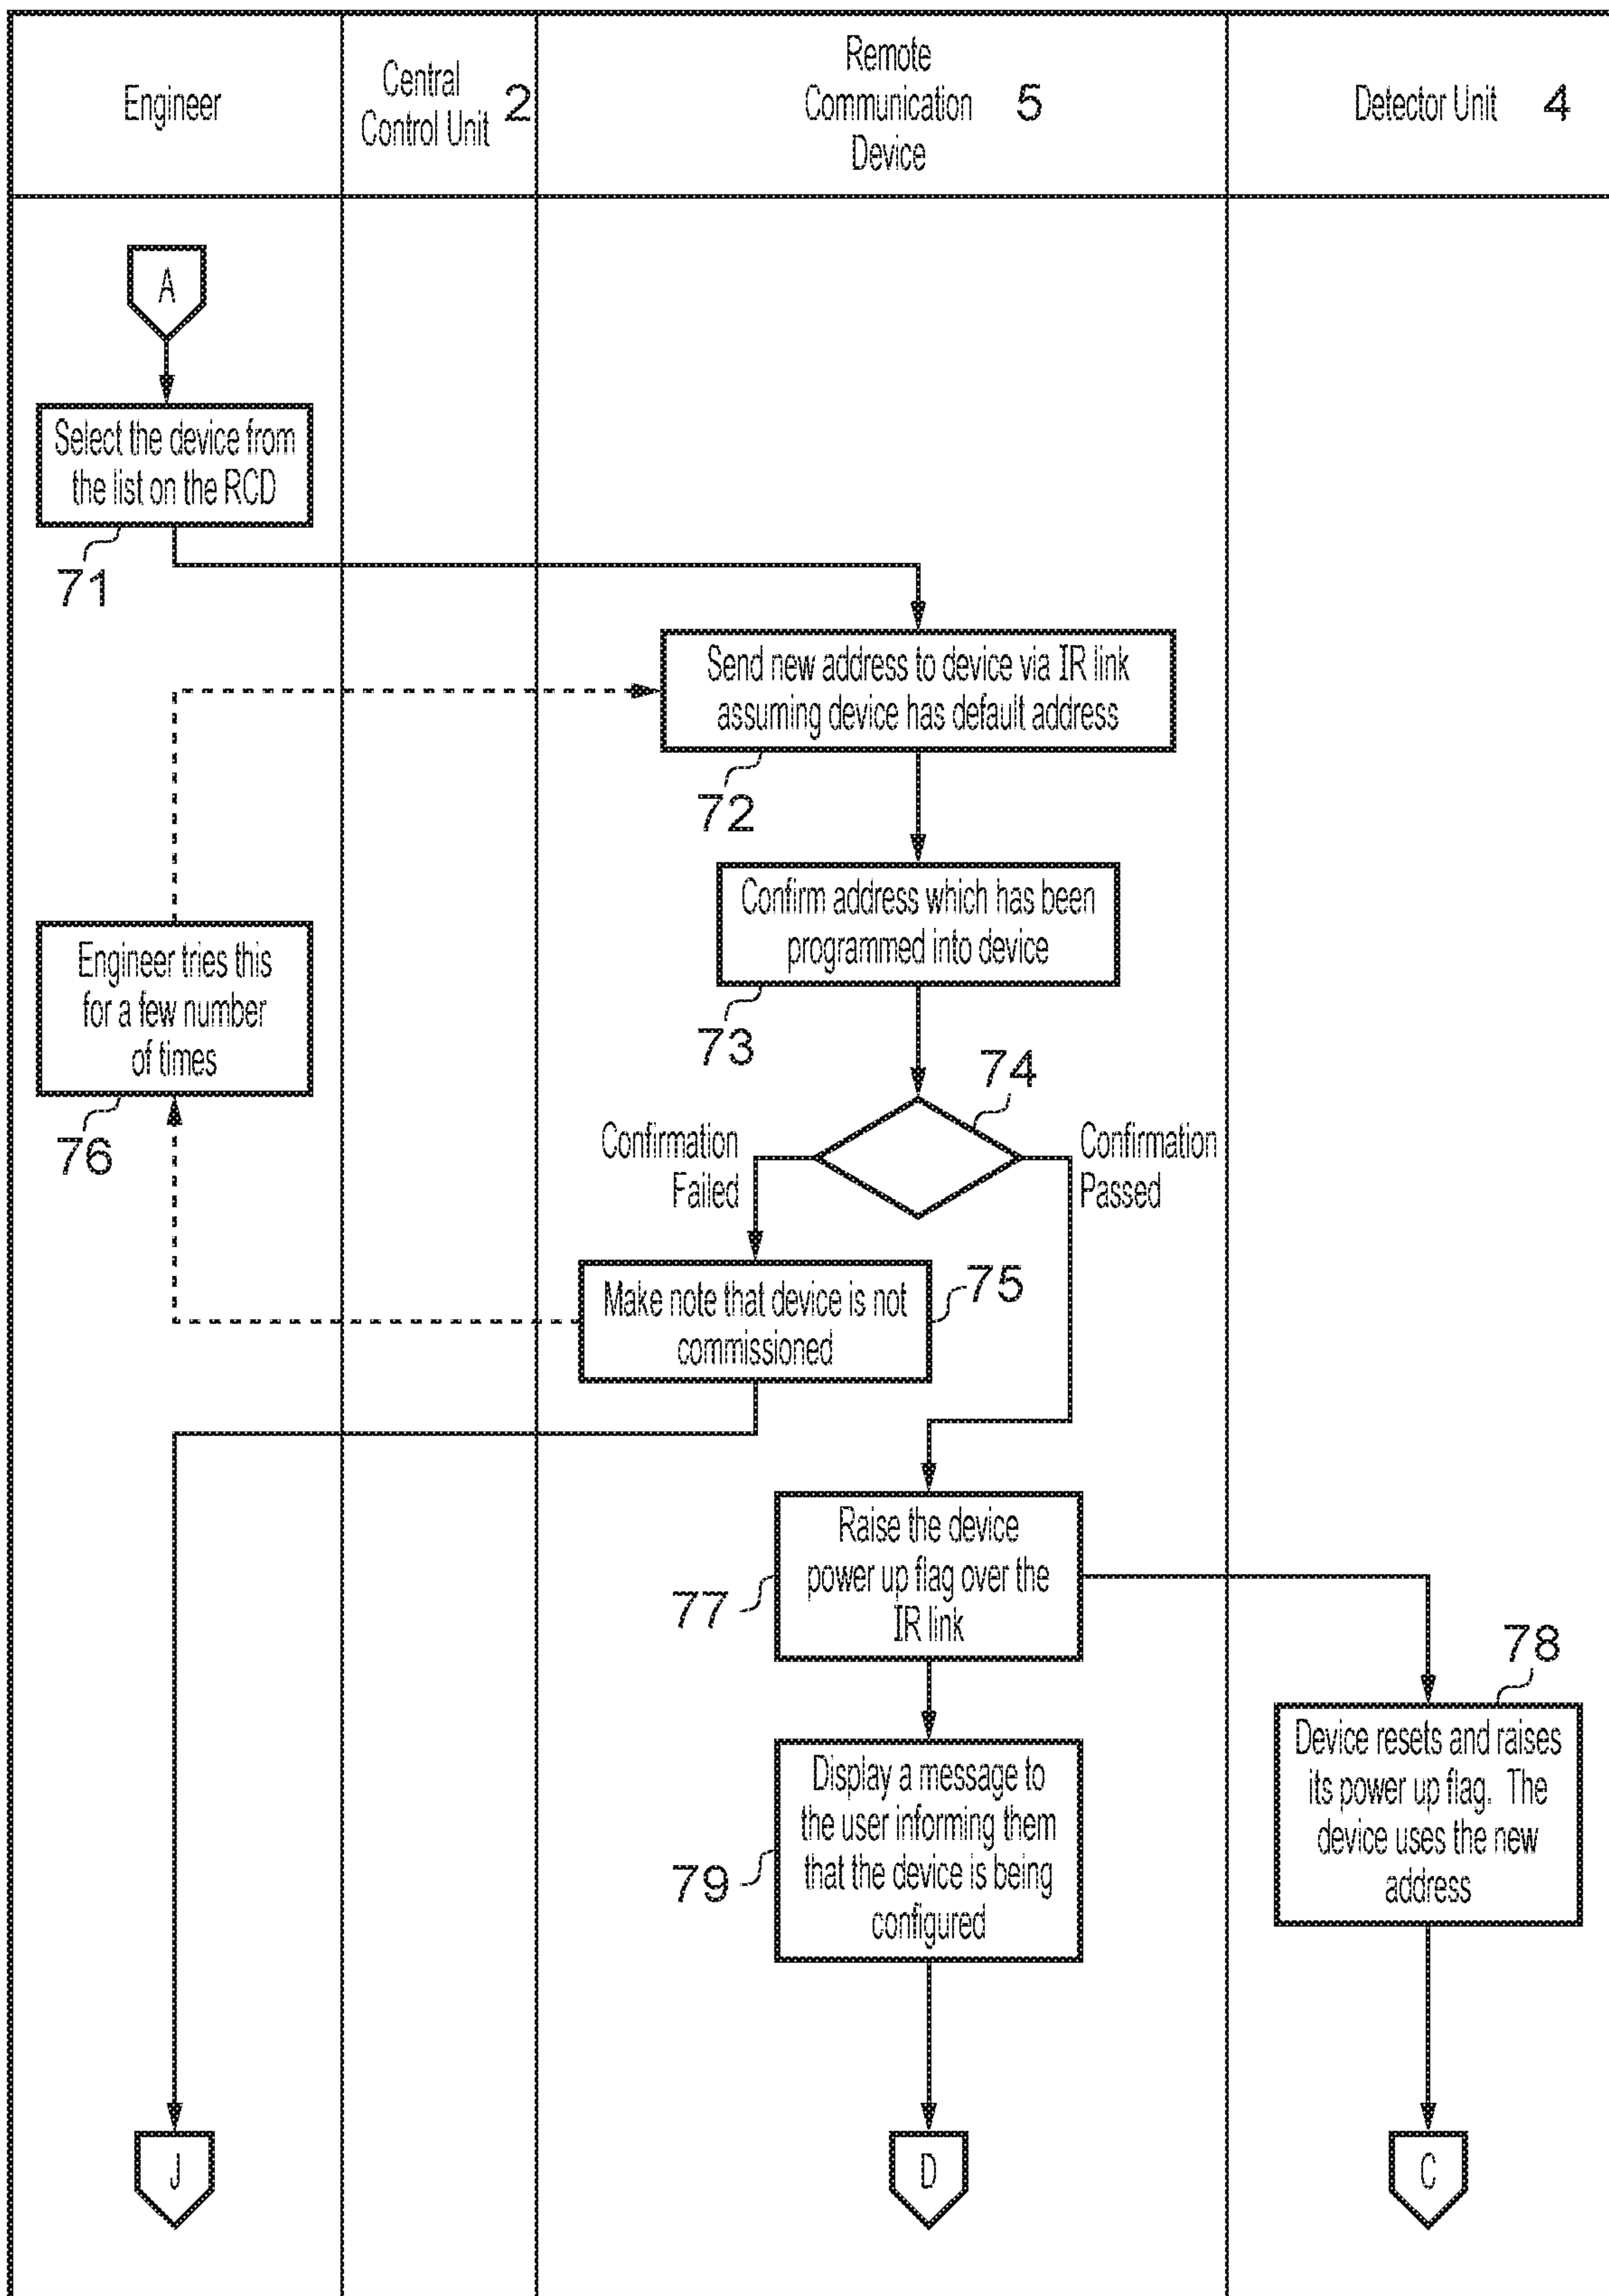 Engineer
Central
Control Unit 2
Remote
Communication 5
Device
Detector Unit 4
A
Select the device from
the list on the RCD
71
Send new address to device via IR link
assuming device has default address
72
Confirm address which has been
programmed into device
73
Engineer tries this
for a few number
of times
76
74
Confirmation
Failed
Confirmation
Passed
Make note that device is not
commissioned
75
Raise the device
power up flag over the
IR link
77
78
Device resets and raises
its power up flag. The
device uses the new
address
Display a message to
the user informing them
that the device is being
configured
79
J
D
C